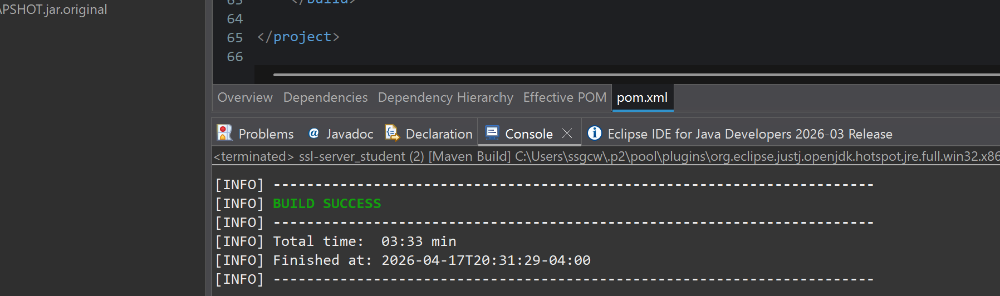 APSHOT.jar.original
63 </build>
64
65 </project>
66
Overview Dependencies Dependency Hierarchy Effective POM pom.xml
Problems @ Javadoc Declaration Console Eclipse IDE for Java Developers 2026-03 Release
<terminated> ssl-server_student (2) [Maven Build] C:\Users\ssgcw\.p2\pool\plugins\org.eclipse.justj.openjdk.hotspot.jre.full.win32.x86
[INFO] ------------------------------------------------------------------------
[INFO] BUILD SUCCESS
[INFO] ------------------------------------------------------------------------
[INFO] Total time:  03:33 min
[INFO] Finished at: 2026-04-17T20:31:29-04:00
[INFO] ------------------------------------------------------------------------